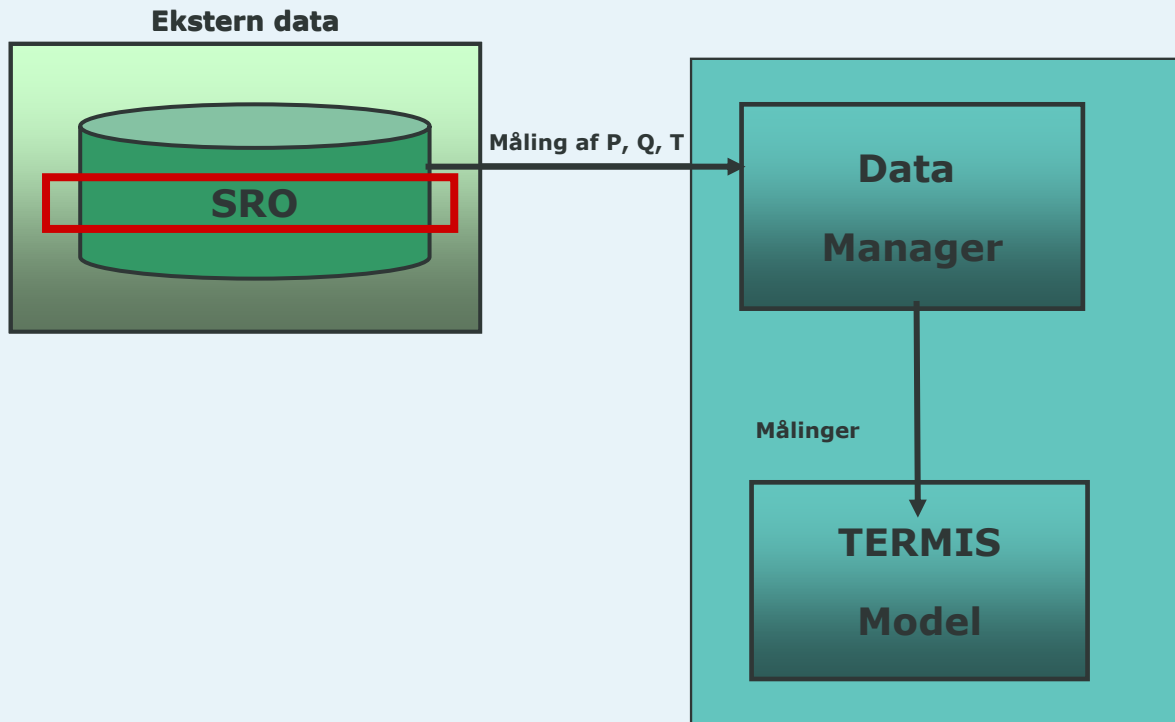 Ekstern data
SRO
Måling af P, Q, T
Data
Manager
Målinger
TERMIS
Model